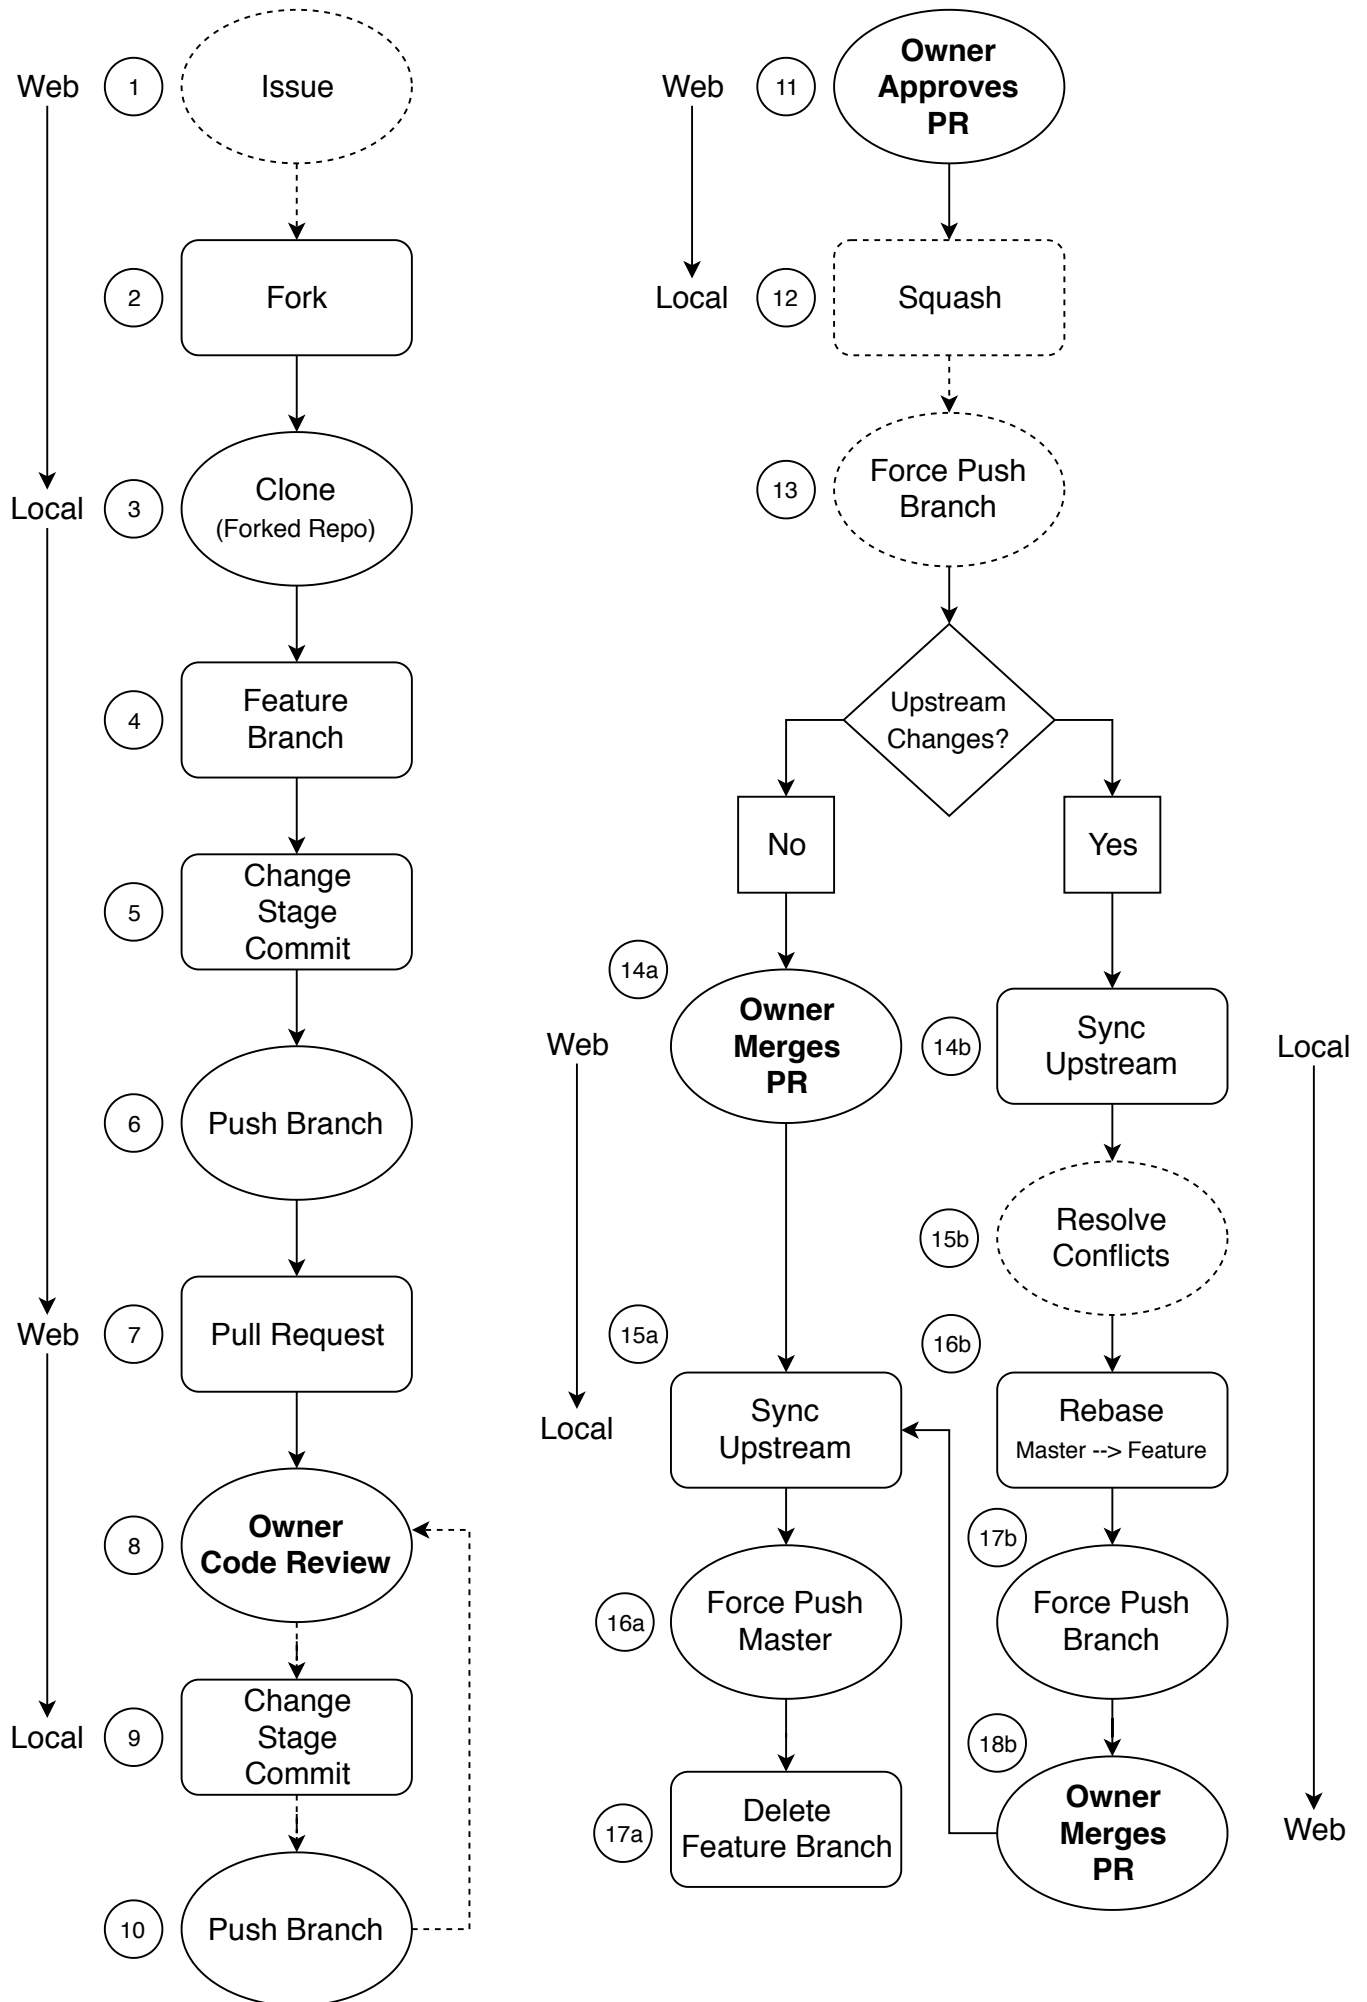 Web
1
Issue
2
Fork
Local
3
Clone
(Forked Repo)
4
Feature
Branch
5
Change
Stage
Commit
6
Push Branch
Web
7
Pull Request
8
Owner
Code Review
Local
9
Change
Stage
Commit
10
Push Branch
Web
11
Owner
Approves
PR
Local
12
Squash
13
Force Push
Branch
Upstream
Changes?
No
Yes
14a
Owner
Merges
PR
Web
15a
Local
Sync
Upstream
16a
Force Push
Master
17a
Delete
Feature Branch
14b
Sync
Upstream
Local
15b
Resolve
Conflicts
16b
Rebase
Master --> Feature
17b
Force Push
Branch
18b
Owner
Merges
PR
Web